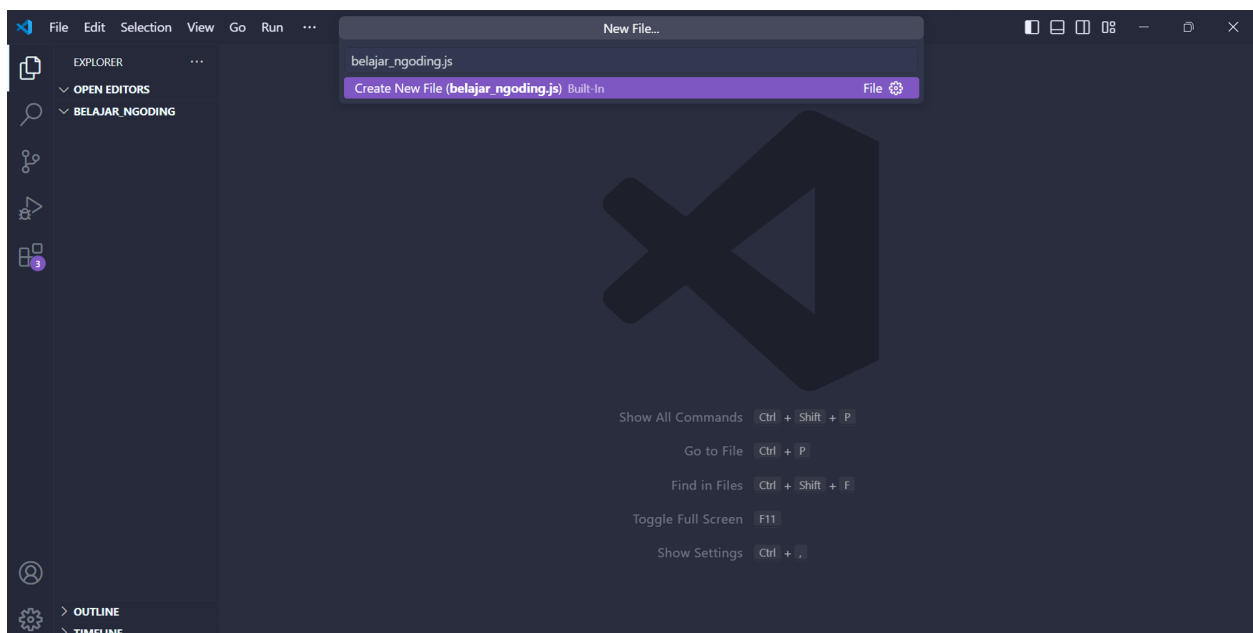 File Edit Selection View Go Run ··· New File...
EXPLORER ···
belajar_ngoding.js
OPEN EDITORS
Create New File (belajar_ngoding.js) Built-In File
BELAJAR_NGODING
3
Show All Commands Ctrl + Shift + P
Go to File Ctrl + P
Find in Files Ctrl + Shift + F
Toggle Full Screen F11
Show Settings Ctrl + ,
OUTLINE
TIMELINE